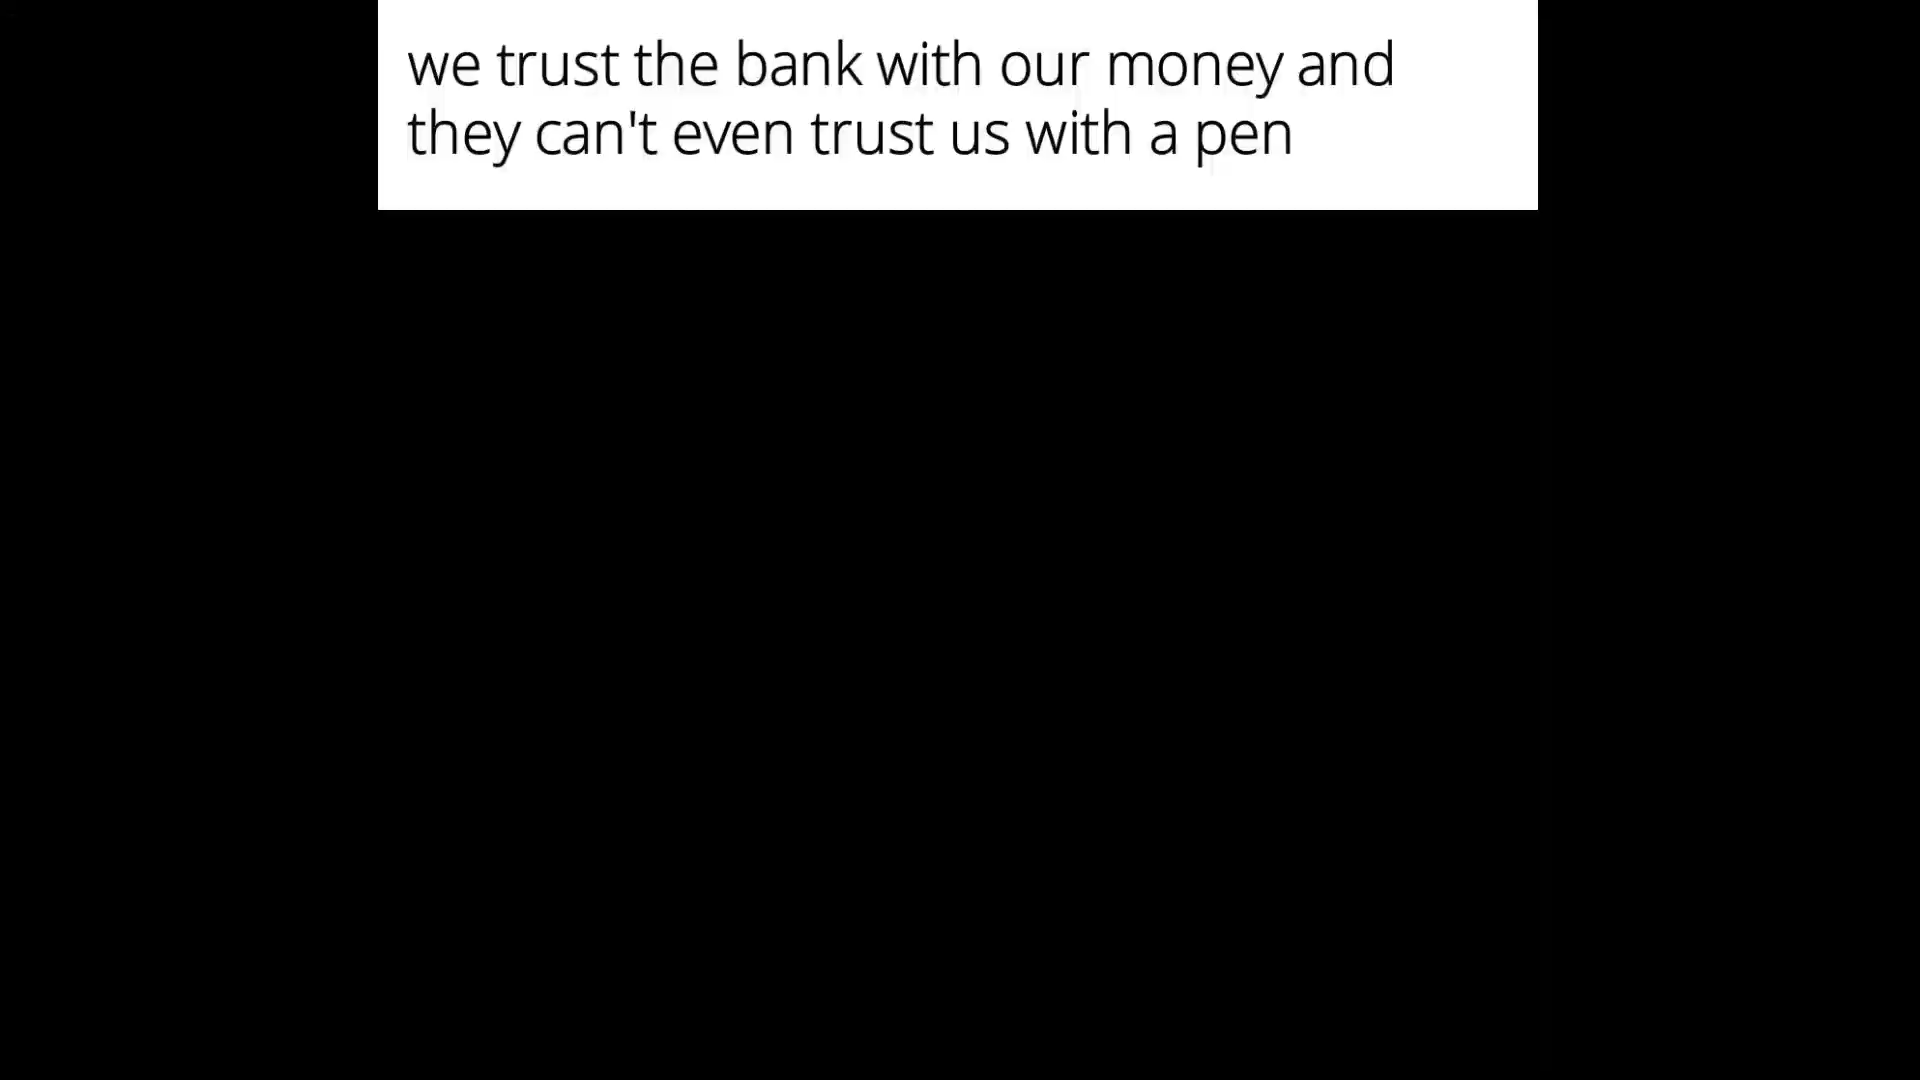 we trust the bank with our money and
they can't even trust us with a pen